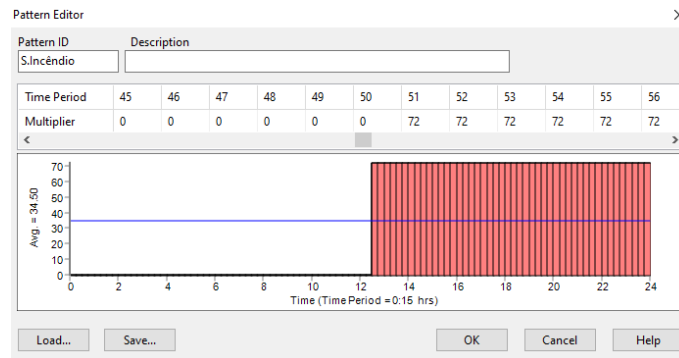 Pattern Editor
Pattern ID Description
S.Incêndio
Time Period 45 46 47 48 49 50 51 52 53 54 55 56
Multiplier 0 0 0 0 0 0 72 72 72 72 72 72
Avg. = 34.50
70
60
50
40
30
20
10
0
0 2 4 6 8 10 12 14 16 18 20 22 24
Time (Time Period = 0:15 hrs)
Load... Save... OK Cancel Help